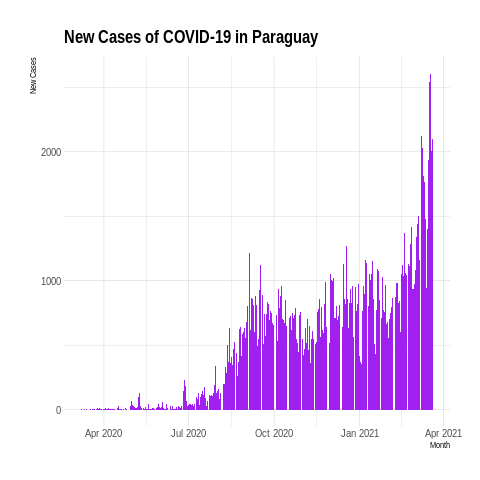 New Cases of COVID-19 in Paraguay
New Cases
2000
1000
0
Apr 2020 Jul 2020 Oct 2020 Jan 2021 Apr 2021
Month